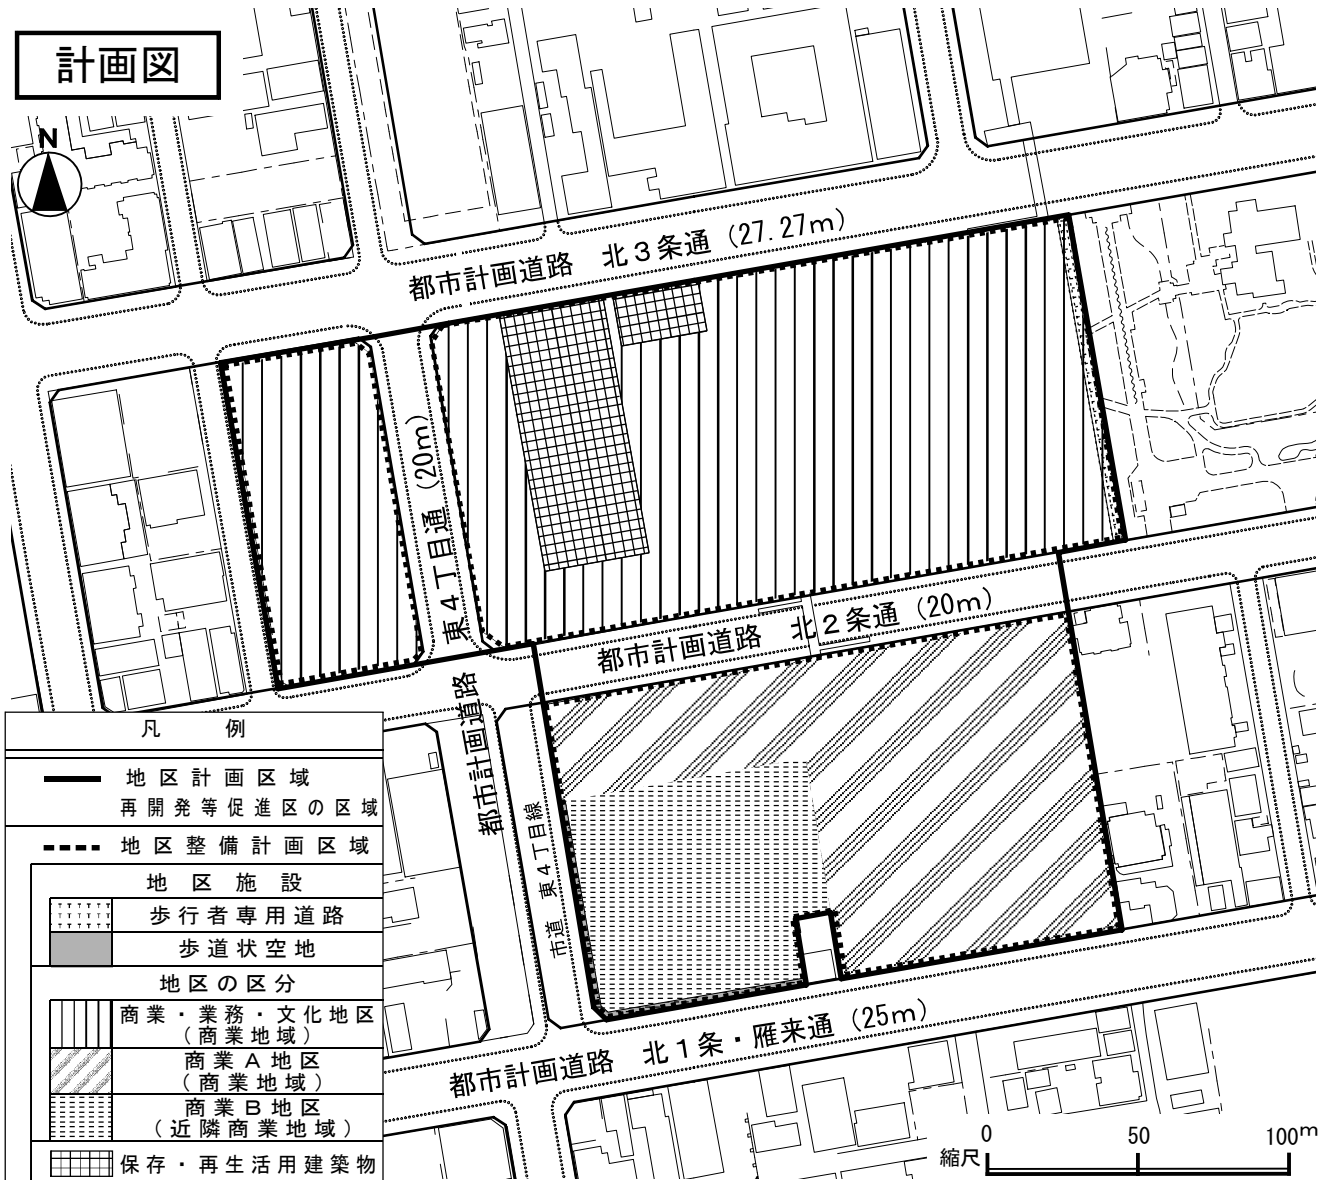 計画図
N
都市計画道路 北3条通(27.27m)
東4丁目通(20m)
都市計画道路 北2条通(20m)
都市計画道路
市道 東4丁目線
都市計画道路 北1条・雁来通(25m)
凡例
地区計画区域
再開発等促進区の区域
地区整備計画区域
地区施設
歩行者専用道路
歩道状空地
地区の区分
商業・業務・文化地区
(商業地域)
商業A地区
(商業地域)
商業B地区
(近隣商業地域)
保存・再生活用建築物
0 50 100m
縮尺